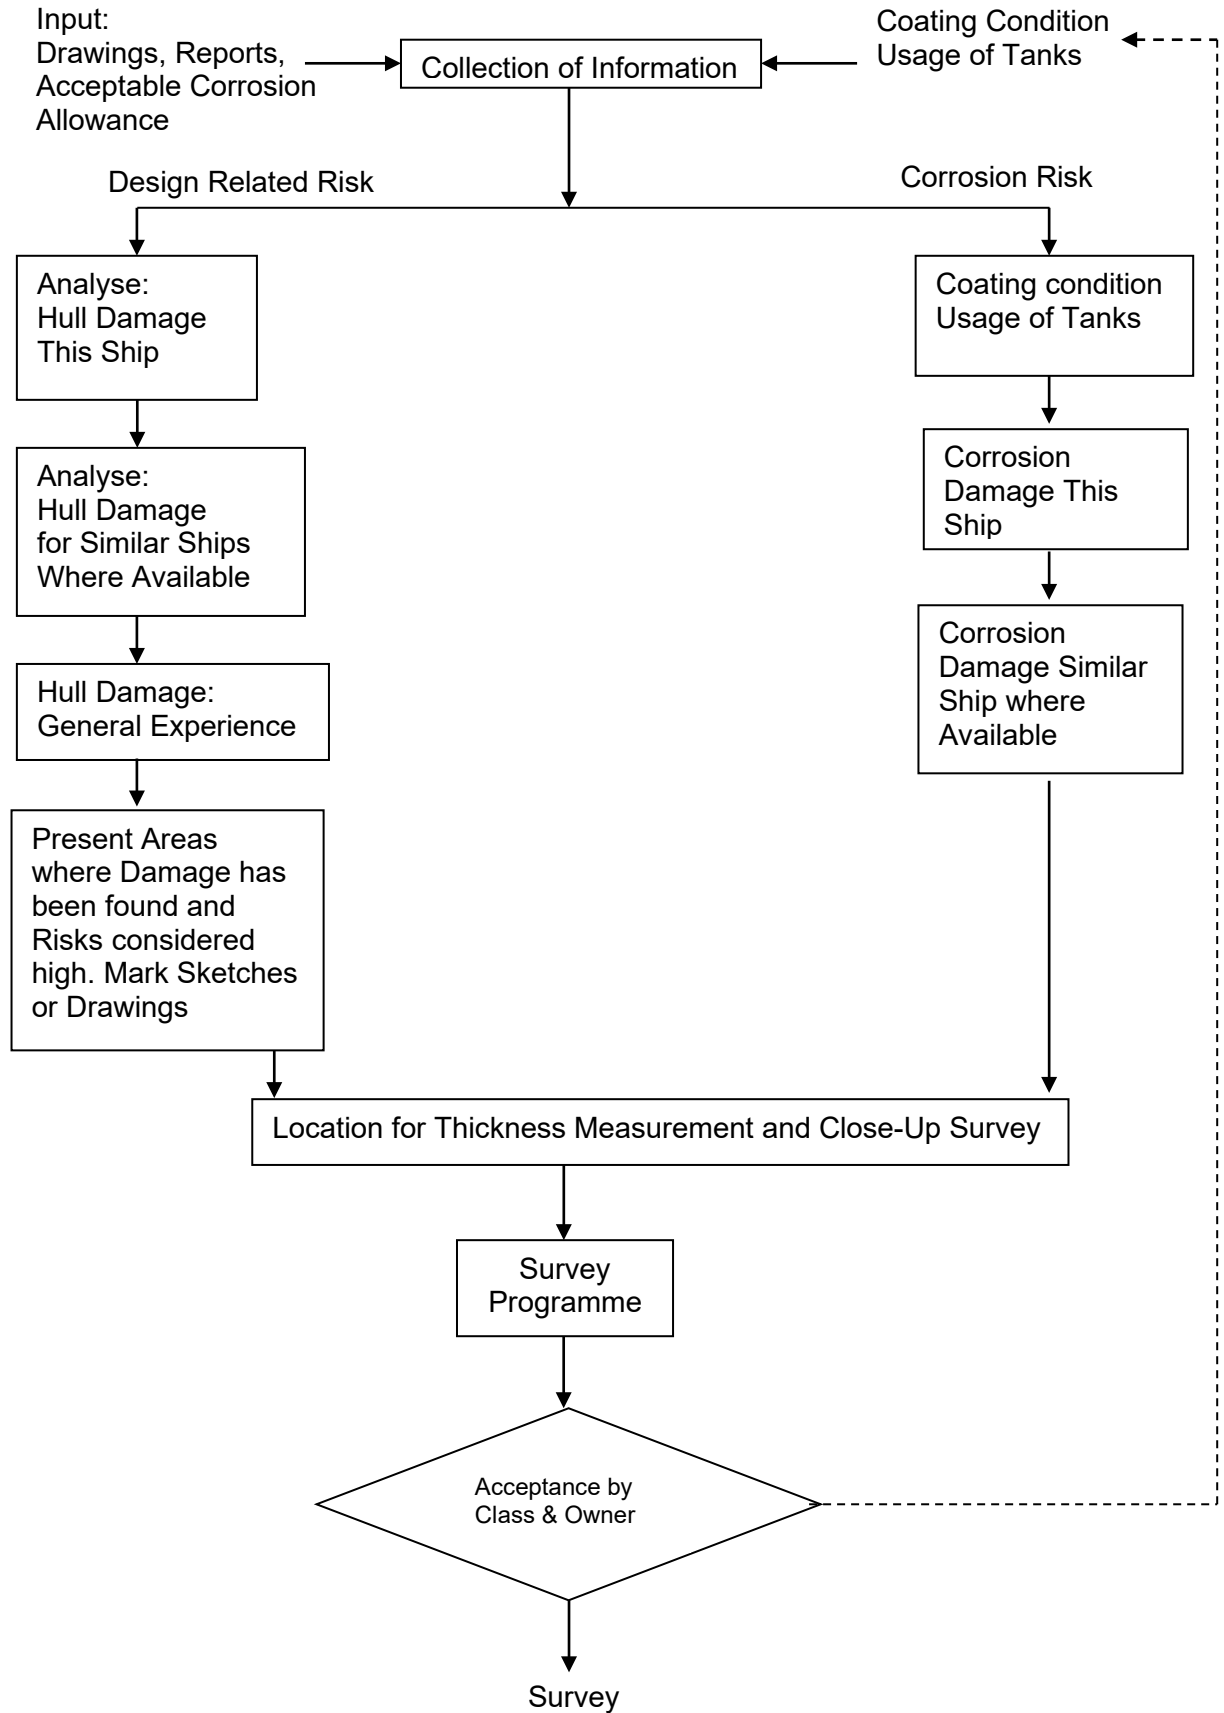 Input:
Drawings, Reports,
Acceptable Corrosion
Allowance
Collection of Information
Coating Condition
Usage of Tanks
Design Related Risk
Corrosion Risk
Analyse:
Hull Damage
This Ship
Analyse:
Hull Damage
for Similar Ships
Where Available
Hull Damage:
General Experience
Present Areas
where Damage has
been found and
Risks considered
high. Mark Sketches
or Drawings
Coating condition
Usage of Tanks
Corrosion
Damage This
Ship
Corrosion
Damage Similar
Ship where
Available
Location for Thickness Measurement and Close-Up Survey
Survey
Programme
Acceptance by
Class & Owner
Survey